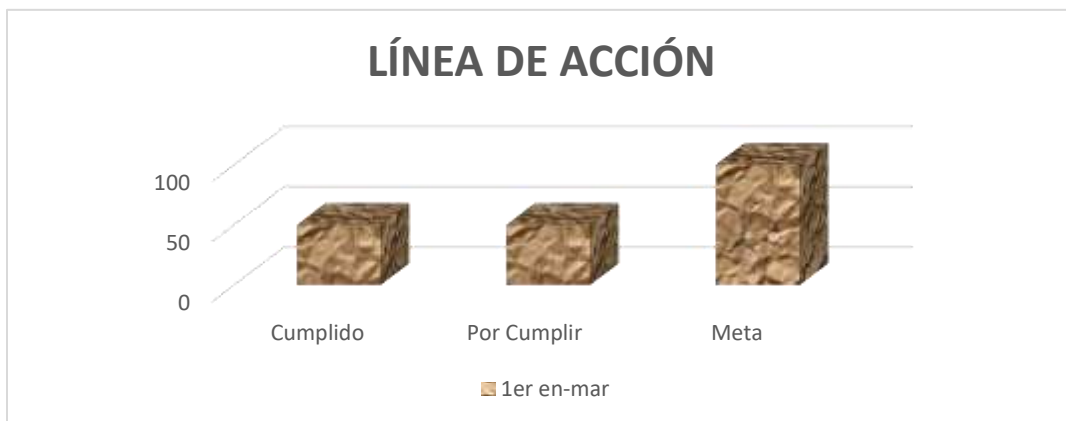 LÍNEA DE ACCIÓN
100
50
0
Cumplido Por Cumplir Meta
1er en-mar